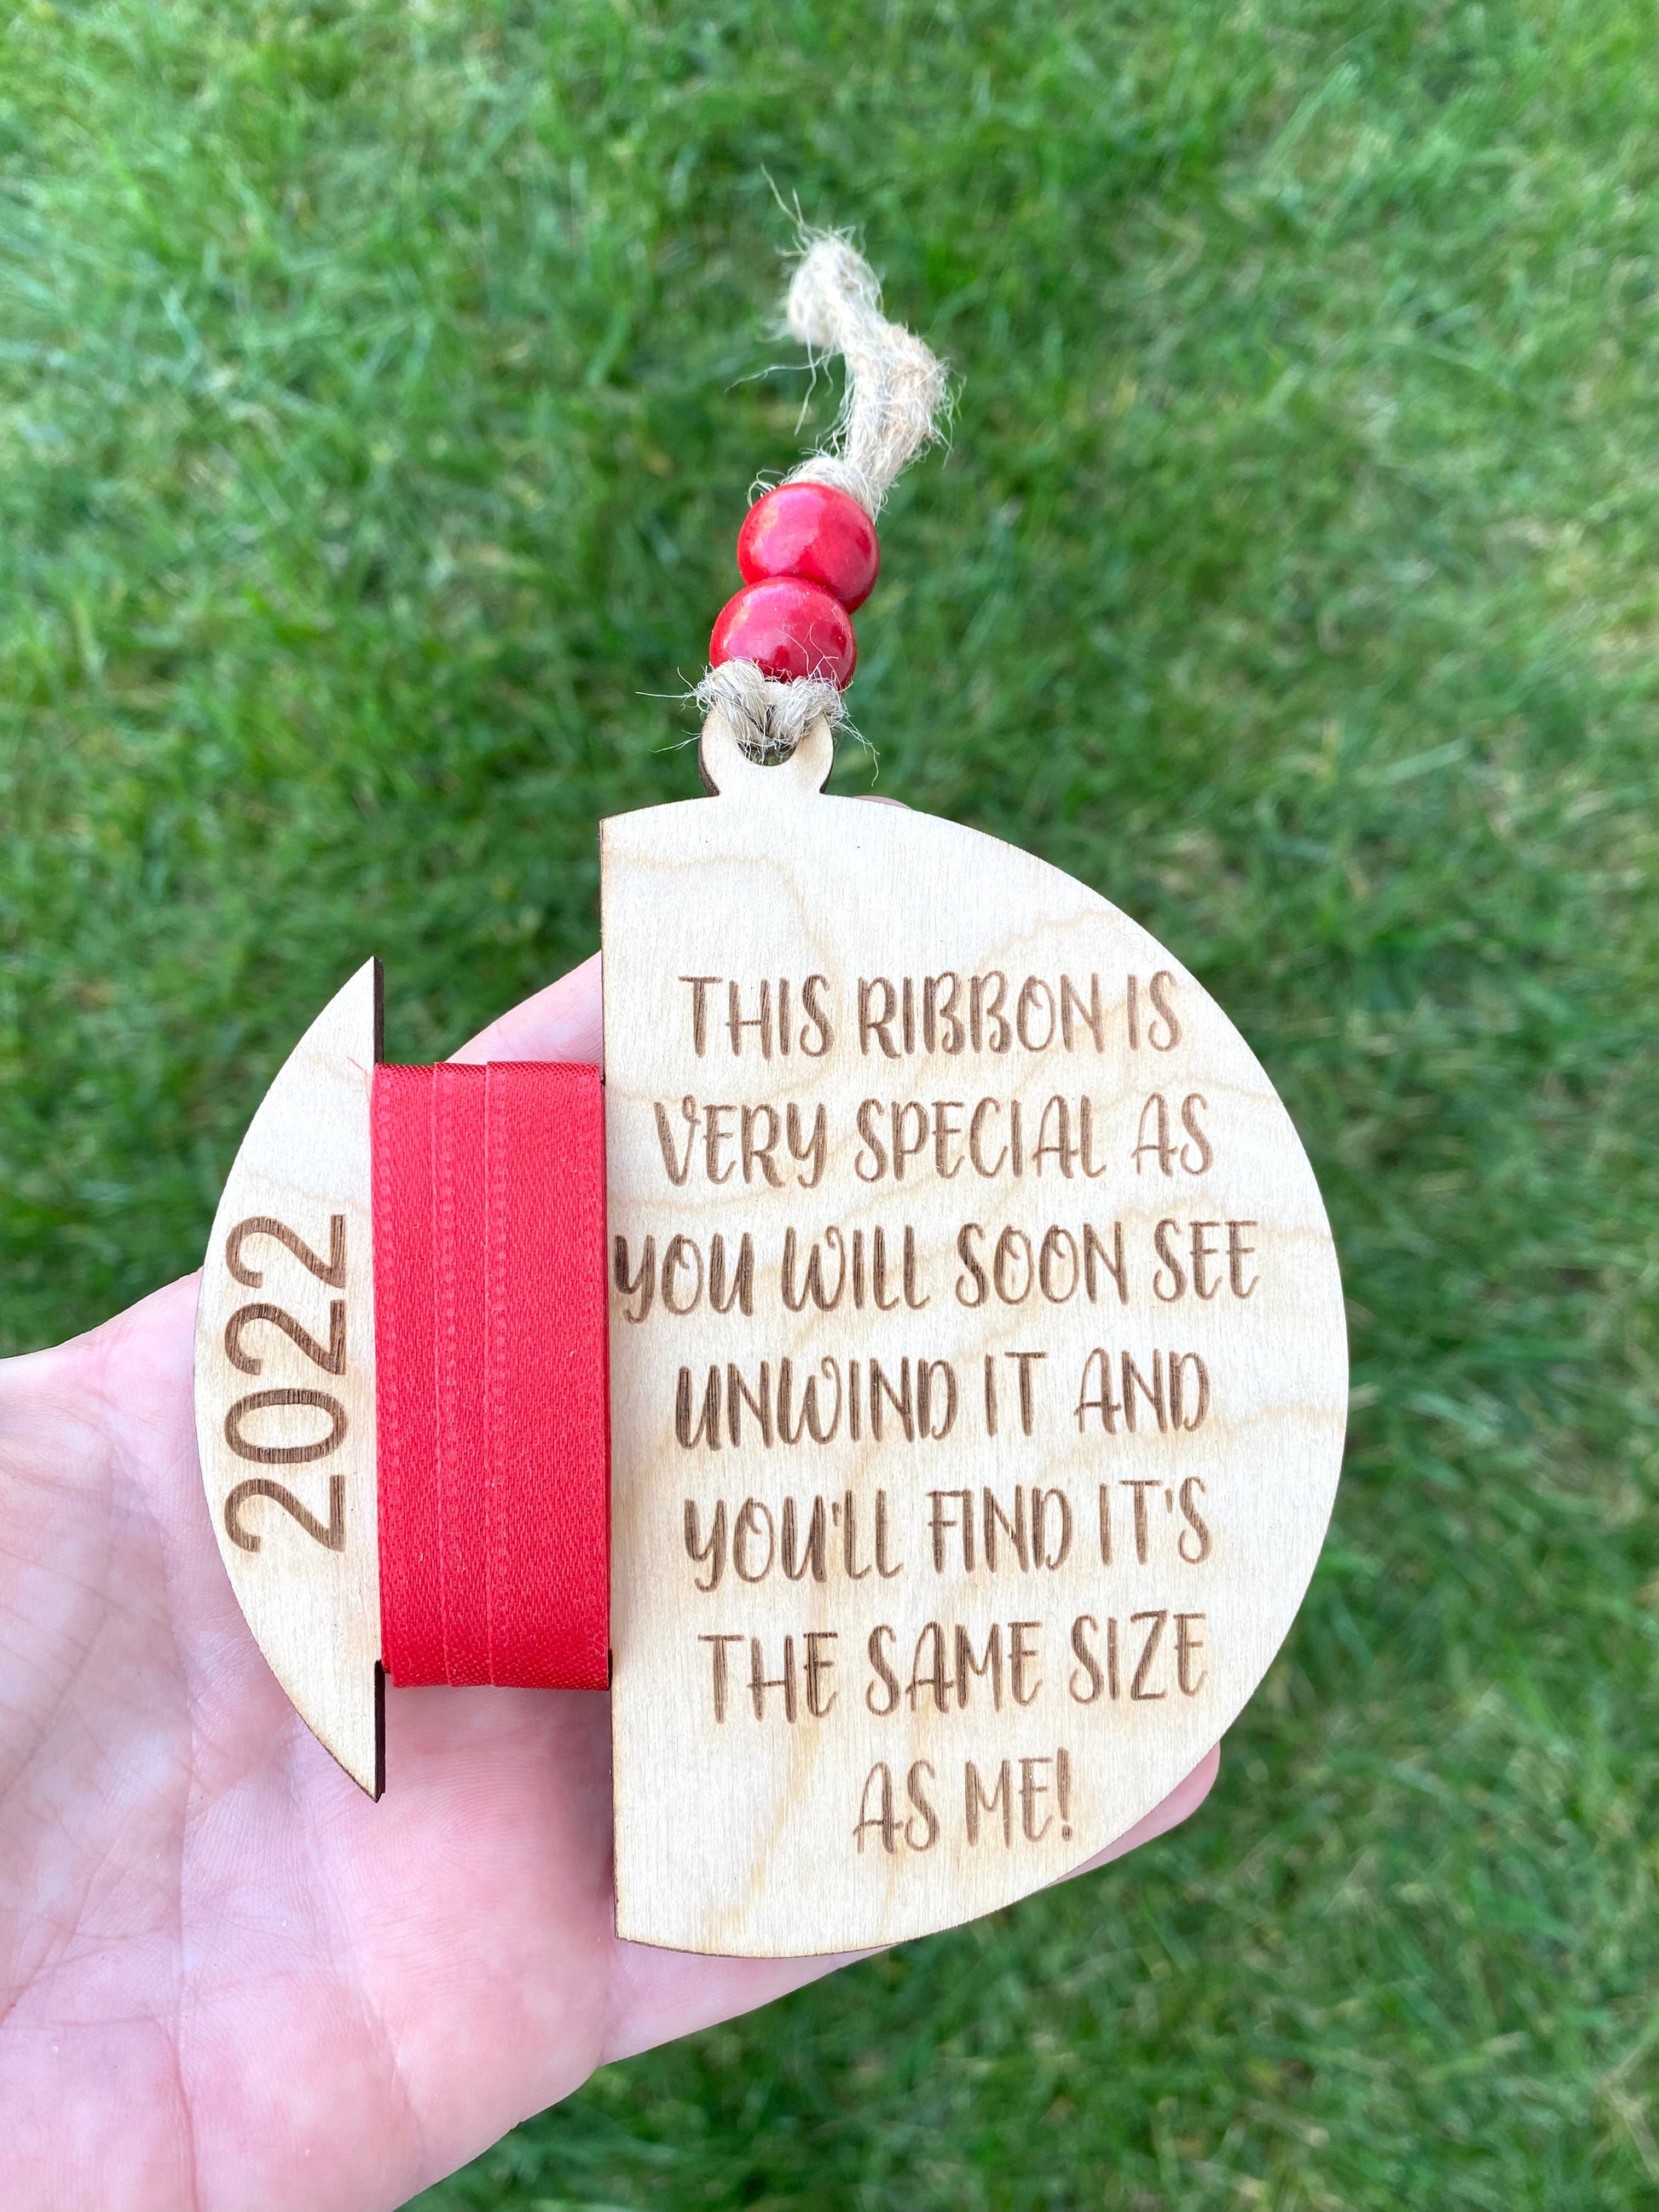 2022
THIS RIBBON IS
VERY SPECIAL AS
YOU WILL SOON SEE
UNWIND IT AND
YOU'LL FIND IT'S
THE SAME SIZE
AS ME!